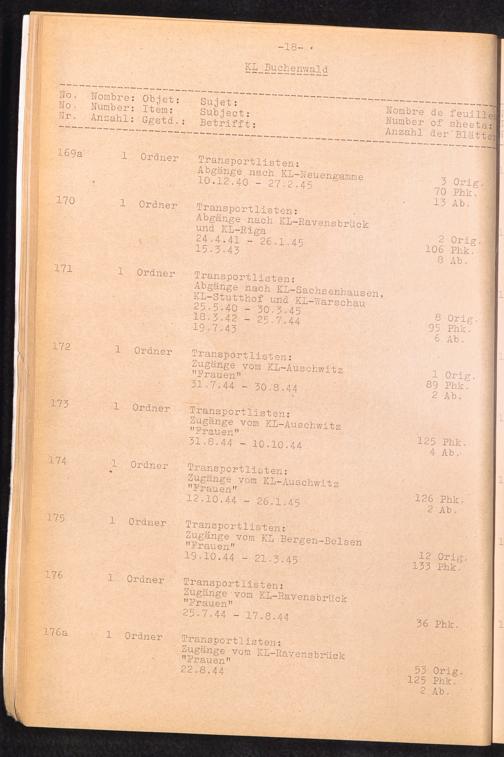 -18-
KL Buchenwald
No. Nombre: Objet: Sujet: Nombre de feuille
No. Number: Item: Subject: Number of sheets:
Nr. Anzahl: Ggstd.: Betrifft: Anzahl der Blätte
169a 1 Ordner Transportlisten:
Abgänge nach KL-Neuengamme
10.12.40 - 27.2.45 3 Orig.
70 Phk.
13 Ab.
170 1 Ordner Transportlisten:
Abgänge nach KL-Ravensbrück
und KL-Riga
24.4.41 - 26.1.45 2 Orig.
15.3.43 106 Phk.
8 Ab.
171 1 Ordner Transportlisten:
Abgänge nach KL-Sachsenhausen,
KL-Stutthof und KL-Warschau
25.5.40 - 30.3.45 8 Orig.
18.3.42 - 25.7.44 95 Phk.
19.7.43 6 Ab.
172 1 Ordner Transportlisten:
Zugänge vom KL-Auschwitz 1 Orig.
"Frauen" 89 Phk.
31.7.44 - 30.8.44 2 Ab.
173 1 Ordner Transportlisten:
Zugänge vom KL-Auschwitz
"Frauen"
31.8.44 - 10.10.44 125 Phk.
4 Ab.
174 1 Ordner Transportlisten:
Zugänge vom KL-Auschwitz
"Frauen"
12.10.44 - 26.1.45 126 Phk.
2 Ab.
175 1 Ordner Transportlisten:
Zugänge vom KL Bergen-Belsen
"Frauen"
19.10.44 - 21.3.45 12 Orig.
133 Phk.
176 1 Ordner Transportlisten:
Zugänge vom KL-Ravensbrück
"Frauen"
25.7.44 - 17.8.44 36 Phk.
176a 1 Ordner Transportlisten:
Zugänge vom KL-Ravensbrück
"Frauen"
22.8.44 53 Orig.
125 Phk.
2 Ab.